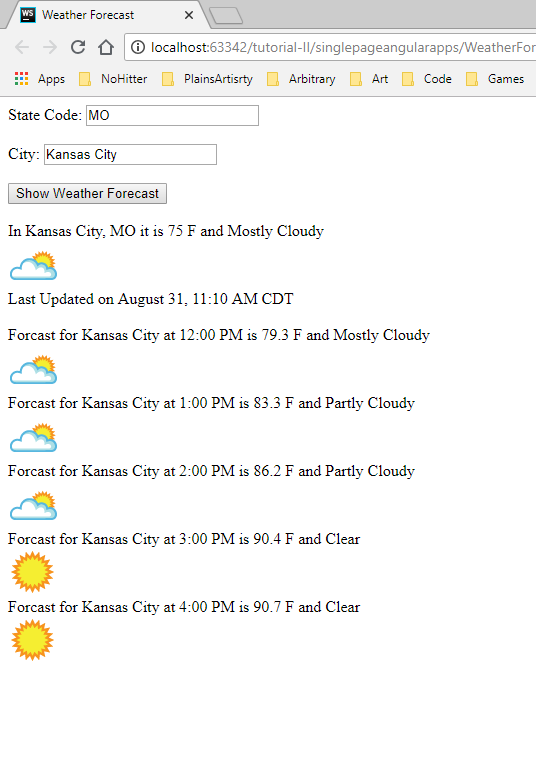 WS Weather Forecast
localhost:63342/tutorial-ll/singlepageangularapps/WeatherFor
Apps NoHitter PlainsArtisrty Arbitrary Art Code Games
State Code: MO
City: Kansas City
Show Weather Forecast
In Kansas City, MO it is 75 F and Mostly Cloudy
Last Updated on August 31, 11:10 AM CDT
Forcast for Kansas City at 12:00 PM is 79.3 F and Mostly Cloudy
Forcast for Kansas City at 1:00 PM is 83.3 F and Partly Cloudy
Forcast for Kansas City at 2:00 PM is 86.2 F and Partly Cloudy
Forcast for Kansas City at 3:00 PM is 90.4 F and Clear
Forcast for Kansas City at 4:00 PM is 90.7 F and Clear